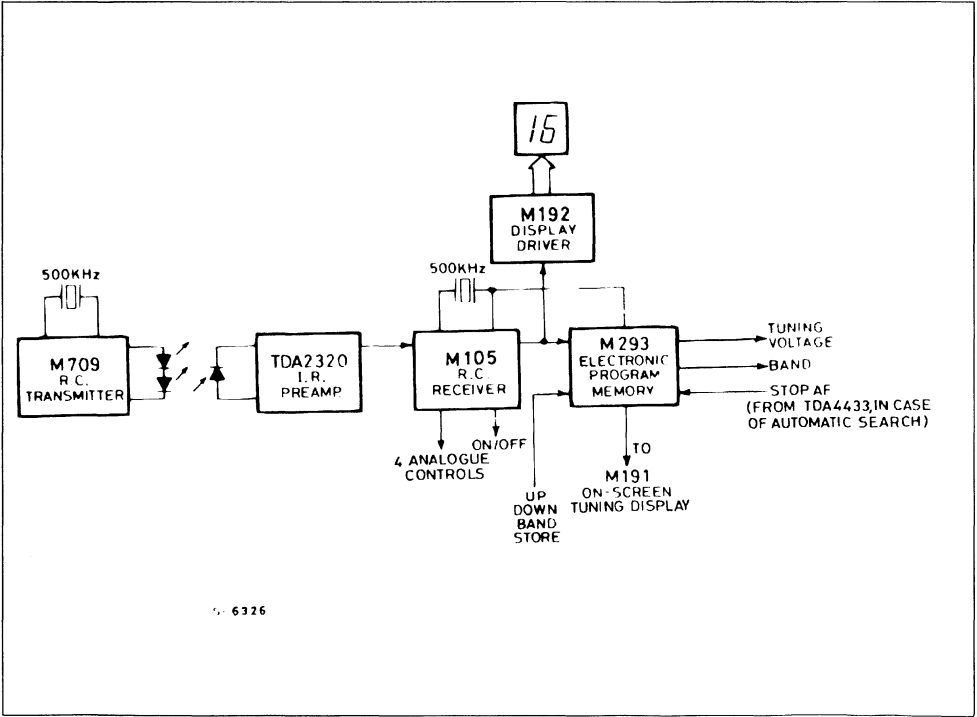 16
M192
DISPLAY
DRIVER
500KHz
500KHz
M709
R.C.
TRANSMITTER
TDA2320
I.R.
PREAMP.
M105
R.C
RECEIVER
M293
ELECTRONIC
PROGRAM
MEMORY
TUNING
VOLTAGE
BAND
STOP AF
(FROM TDA4433, IN CASE
OF AUTOMATIC SEARCH)
4 ANALOGUE
CONTROLS
ON/OFF
UP
DOWN
BAND
STORE
TO
M191
ON-SCREEN
TUNING DISPLAY
6326